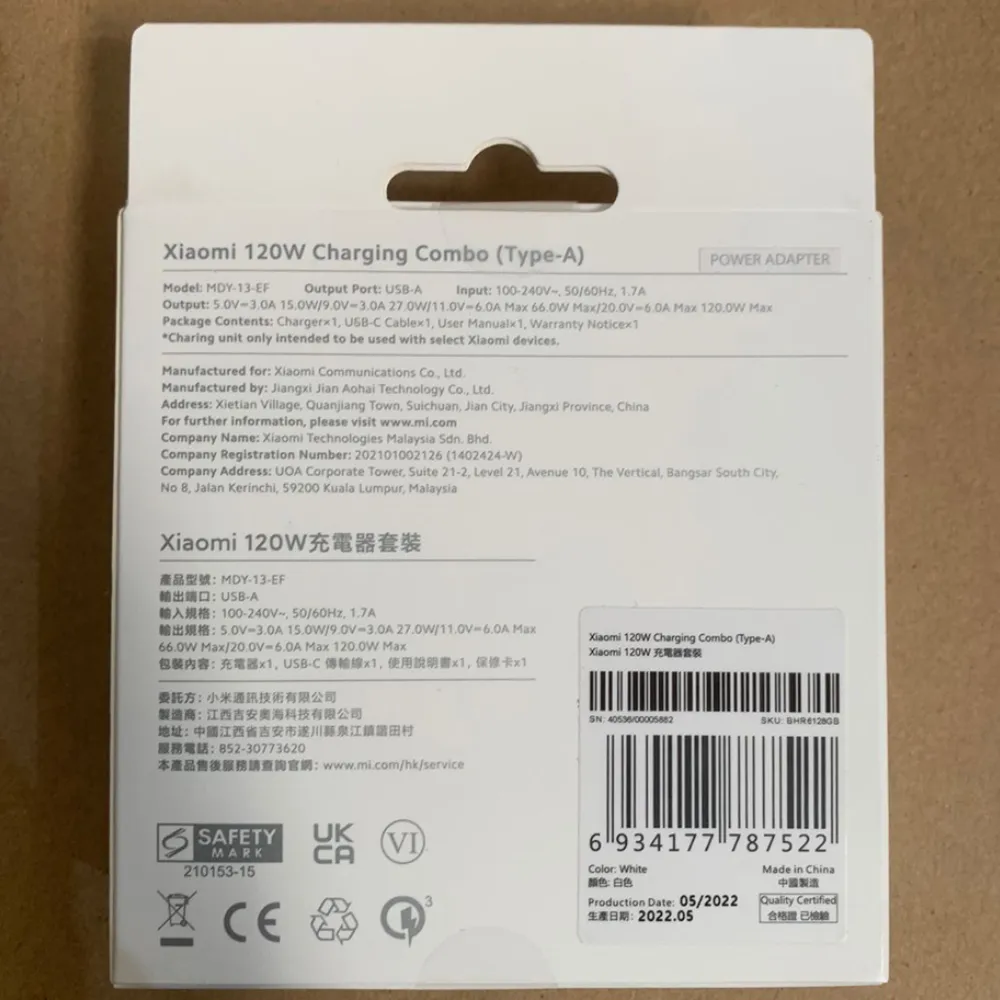 Xiaomi 120W Charging Combo (Type-A)
POWER ADAPTER
Model: MDY-13-EF Output Port: USB-A Input: 100-240V~, 50/60Hz, 1.7A
Output: 5.0V=3.0A 15.0W/9.0V=3.0A 27.0W/11.0V=6.0A Max 66.0W Max/20.0V=6.0A Max 120.0W Max
Package Contents: Charger×1, USB-C Cable×1, User Manual×1, Warranty Notice×1
*Charing unit only intended to be used with select Xiaomi devices.
Manufactured for: Xiaomi Communications Co., Ltd.
Manufactured by: Jiangxi Jian Aohai Technology Co., Ltd.
Address: Xietian Village, Quanjiang Town, Suichuan, Jian City, Jiangxi Province, China
For further information, please visit www.mi.com
Company Name: Xiaomi Technologies Malaysia Sdn. Bhd.
Company Registration Number: 202101002126 (1402424-W)
Company Address: UOA Corporate Tower, Suite 21-2, Level 21, Avenue 10, The Vertical, Bangsar South City,
No 8, Jalan Kerinchi, 59200 Kuala Lumpur, Malaysia
Xiaomi 120W充電器套裝
產品型號: MDY-13-EF
輸出端口: USB-A
輸入規格: 100-240V~, 50/60Hz, 1.7A
輸出規格: 5.0V=3.0A 15.0W/9.0V=3.0A 27.0W/11.0V=6.0A Max
66.0W Max/20.0V=6.0A Max 120.0W Max
包裝內容: 充電器x1, USB-C 傳輸線x1, 使用說明書x1, 保修卡x1
委託方: 小米通訊技術有限公司
製造商: 江西吉安奧海科技有限公司
地址: 中國江西省吉安市遂川縣泉江鎮諧田村
服務電話: 852-30773620
本產品售後服務請查詢官網: www.mi.com/hk/service
SAFETY
MARK
210153-15
UK
CA
VI
CE
3
Xiaomi 120W Charging Combo (Type-A)
Xiaomi 120W 充電器套裝
SN: 40536/00005862 SKU: BHR6128GB
6 934177 787522
Color: White Made in China
顏色: 白色 中國製造
Production Date: 05/2022 Quality Certified
生產日期: 2022.05 合格證 已檢驗